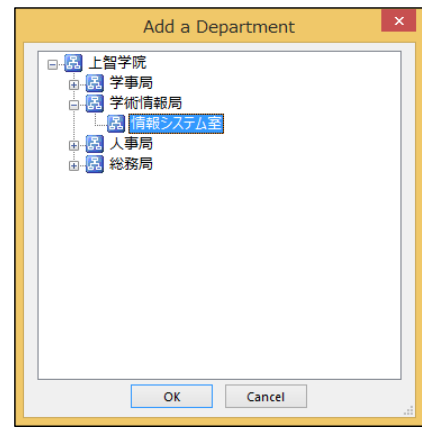 Add a Department
上智学院
学事局
学術情報局
情報システム室
人事局
総務局
OK
Cancel